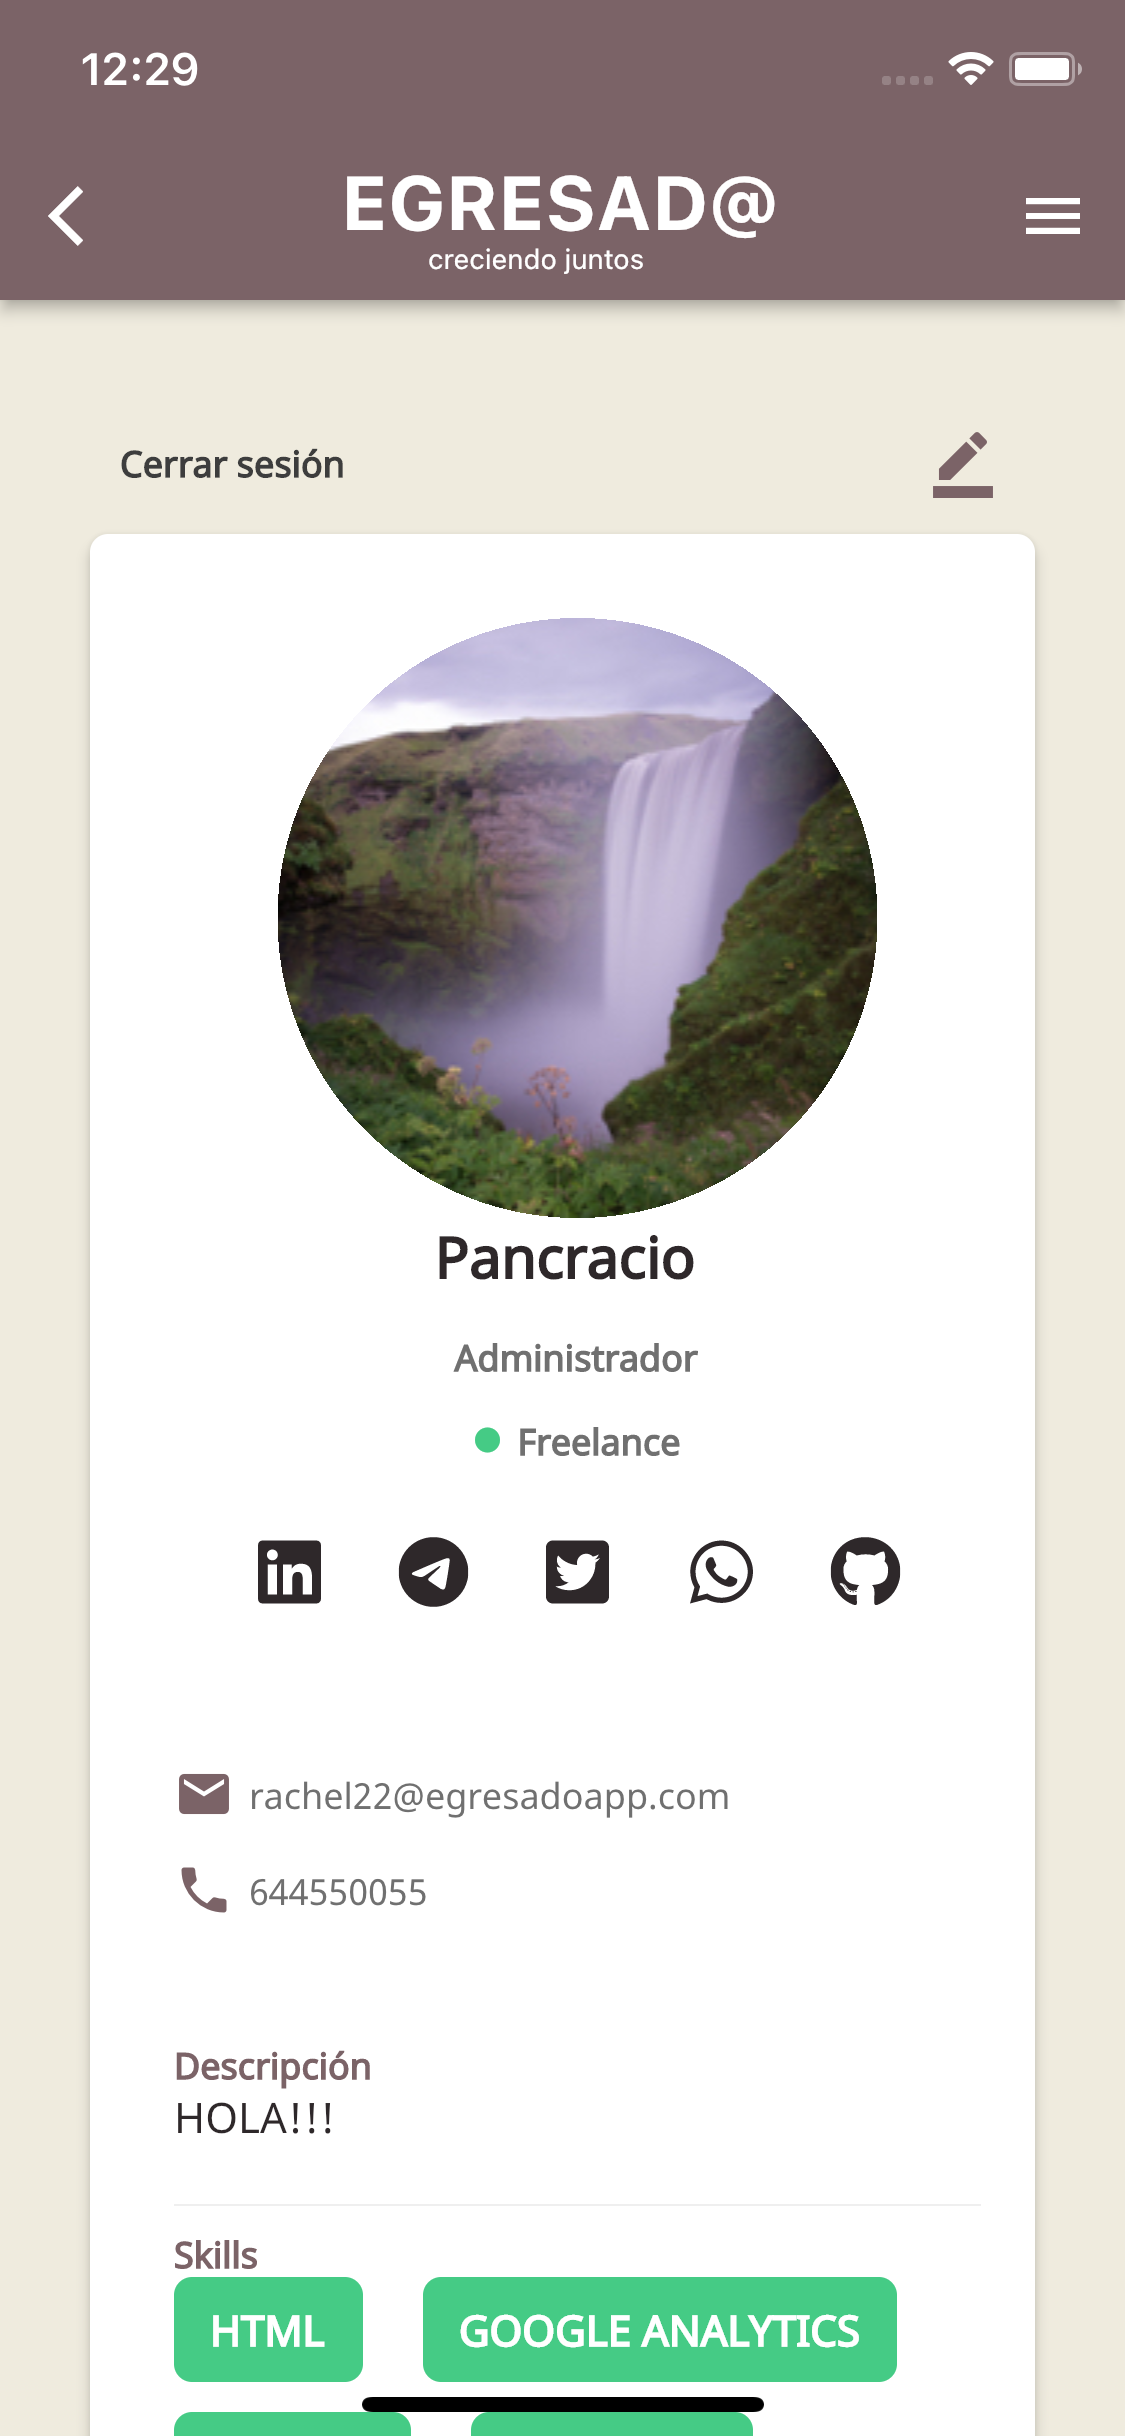 12:29
EGRESAD@
creciendo juntos
Cerrar sesión
Pancracio
Administrador
Freelance
rachel22@egresadoapp.com
644550055
Descripción
HOLA!!!
Skills
HTML GOOGLE ANALYTICS